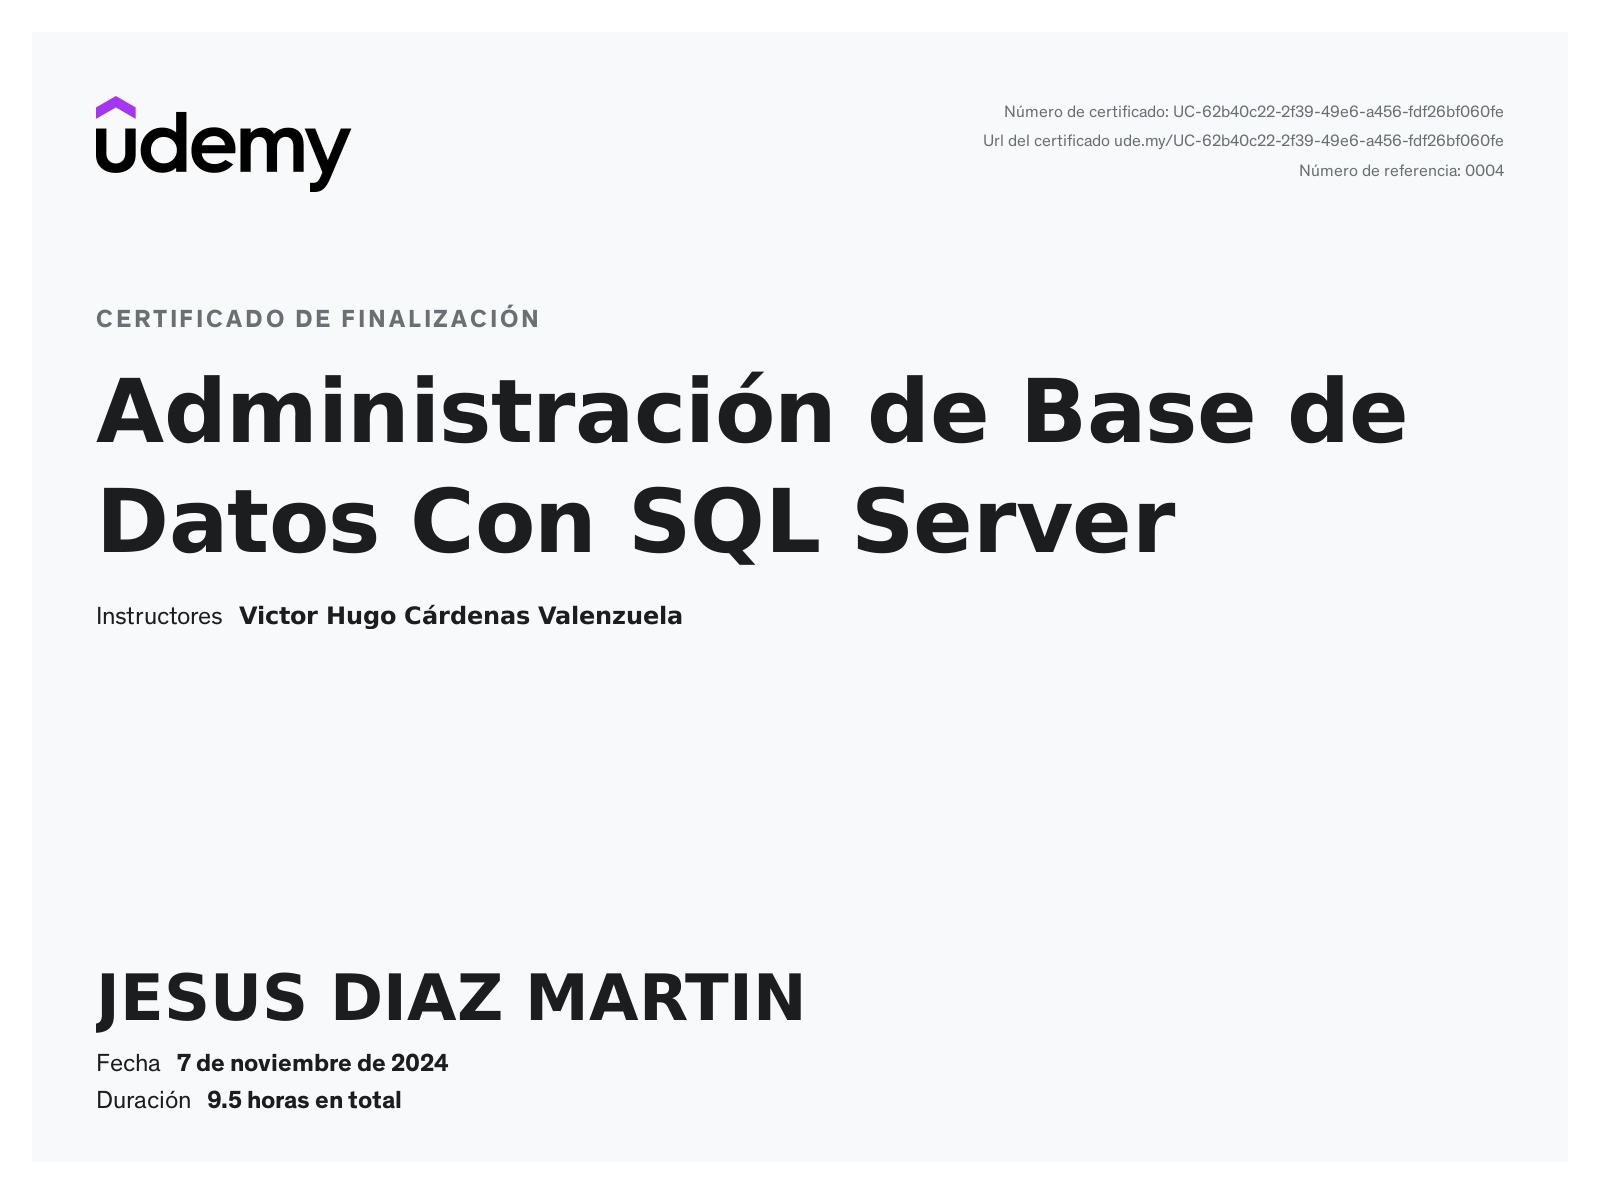 udemy
Número de certificado: UC-62b40c22-2f39-49e6-a456-fdf26bf060fe
Url del certificado ude.my/UC-62b40c22-2f39-49e6-a456-fdf26bf060fe
Número de referencia: 0004
CERTIFICADO DE FINALIZACIÓN
Administración de Base de
Datos Con SQL Server
Instructores Victor Hugo Cárdenas Valenzuela
JESUS DIAZ MARTIN
Fecha 7 de noviembre de 2024
Duración 9.5 horas en total